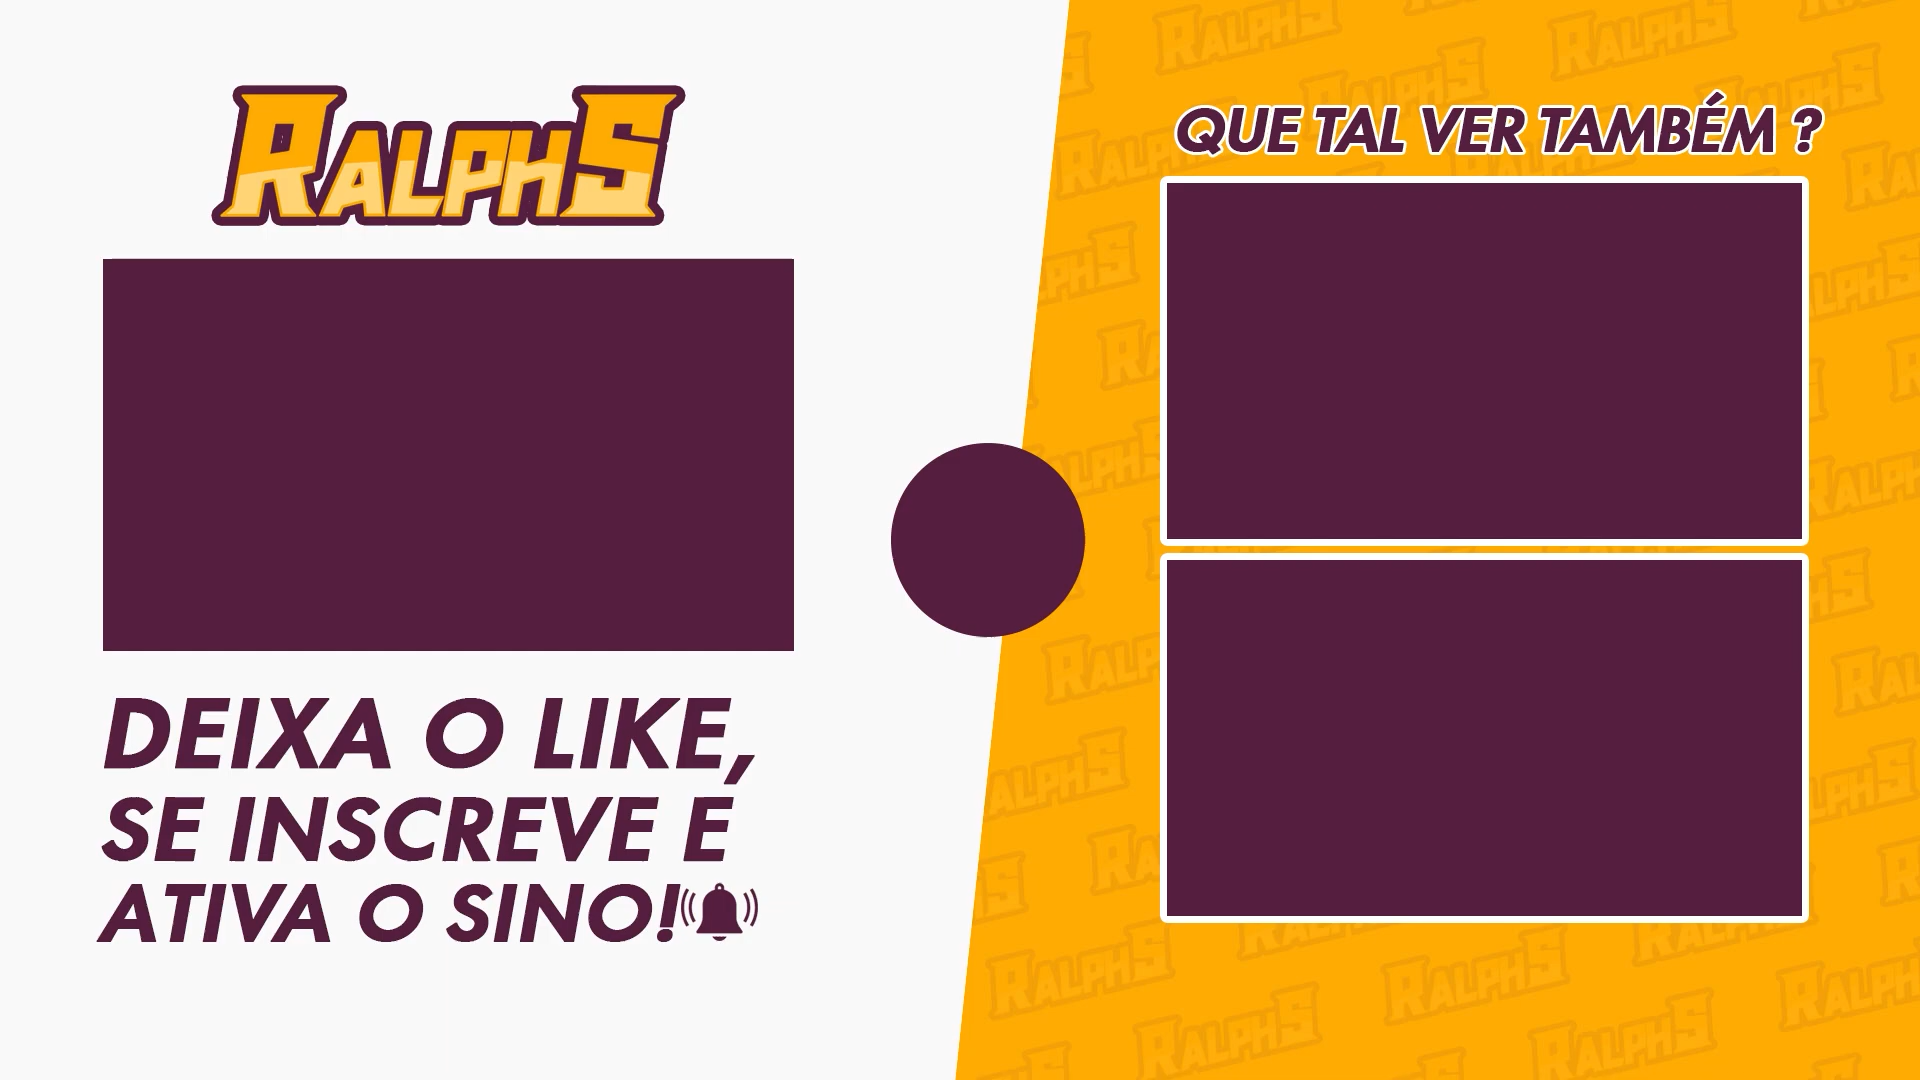 RALPHS
DEIXA O LIKE,
SE INSCREVE E
ATIVA O SINO!
QUE TAL VER TAMBÉM ?